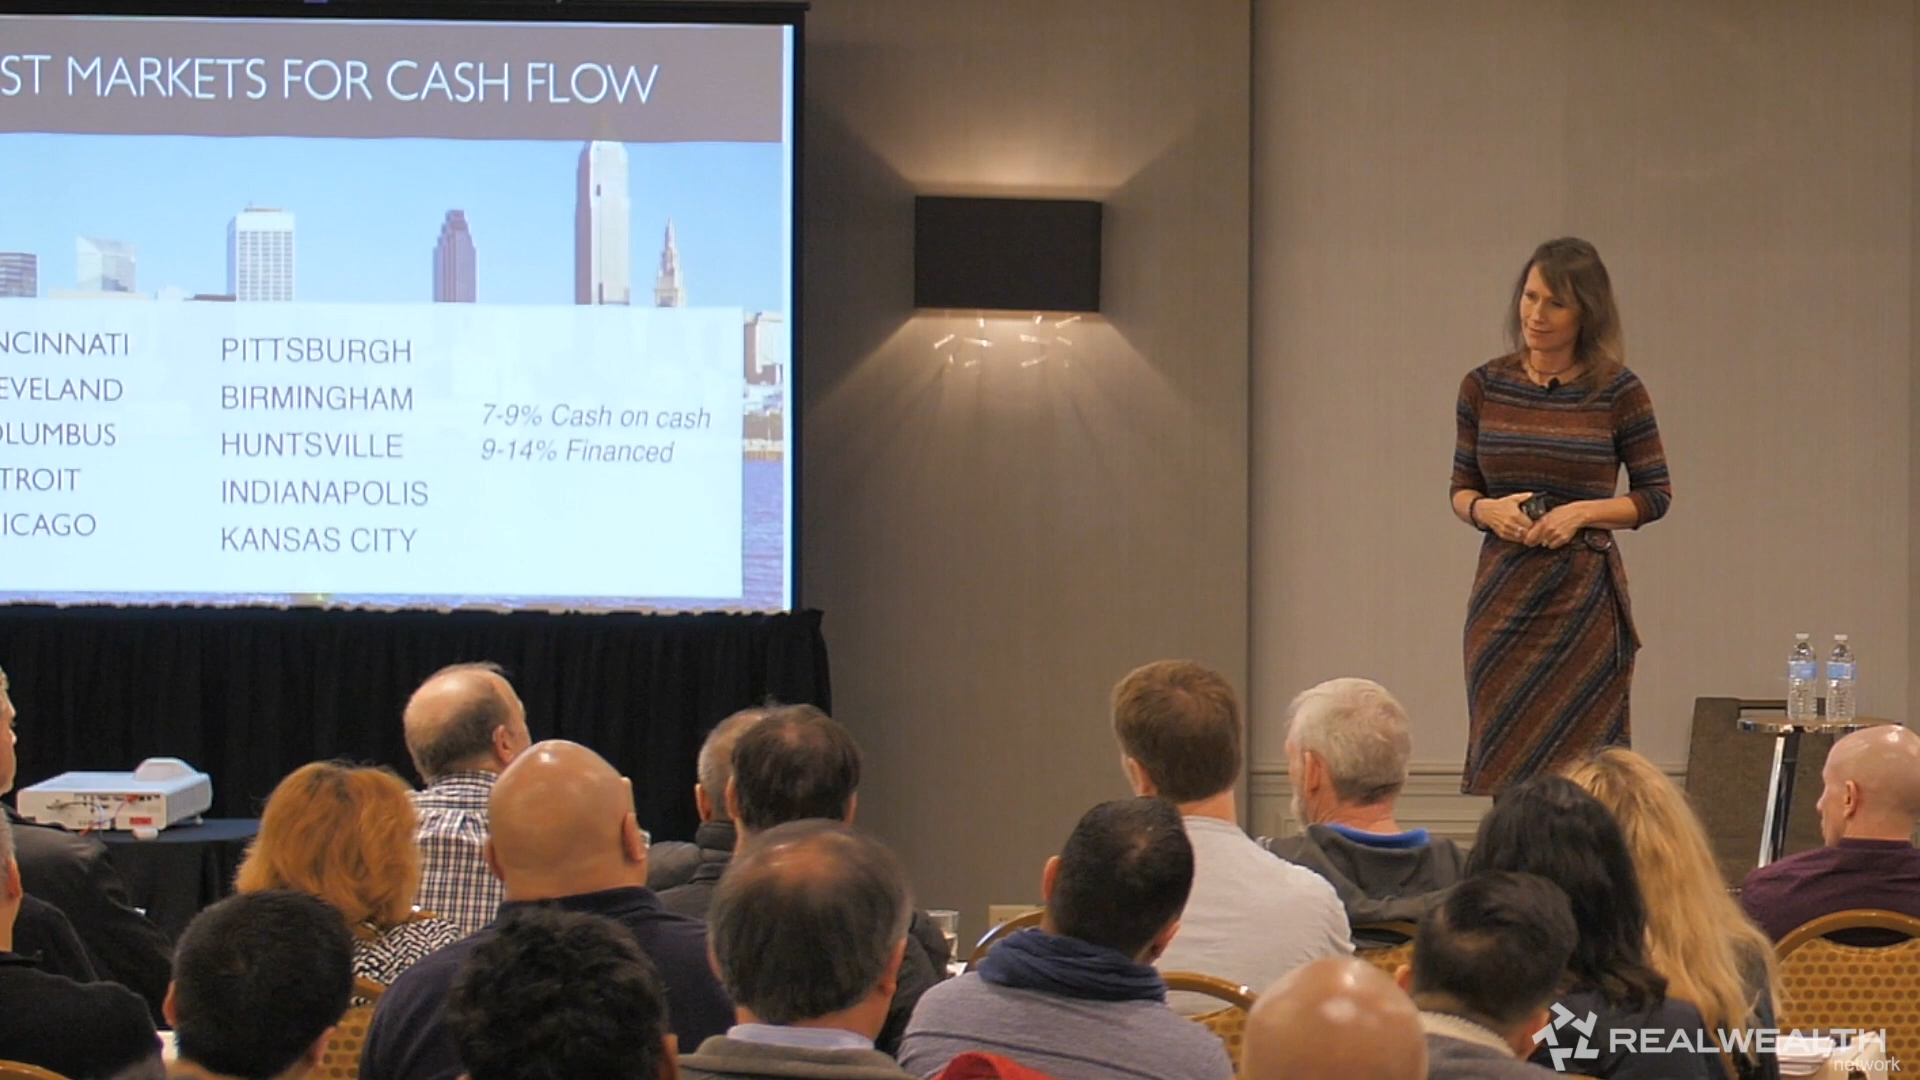 ST MARKETS FOR CASH FLOW
NCINNATI
EVELAND
OLUMBUS
TROIT
ICAGO
PITTSBURGH
BIRMINGHAM
HUNTSVILLE
INDIANAPOLIS
KANSAS CITY
7-9% Cash on cash
9-14% Financed
REALWEALTH
network